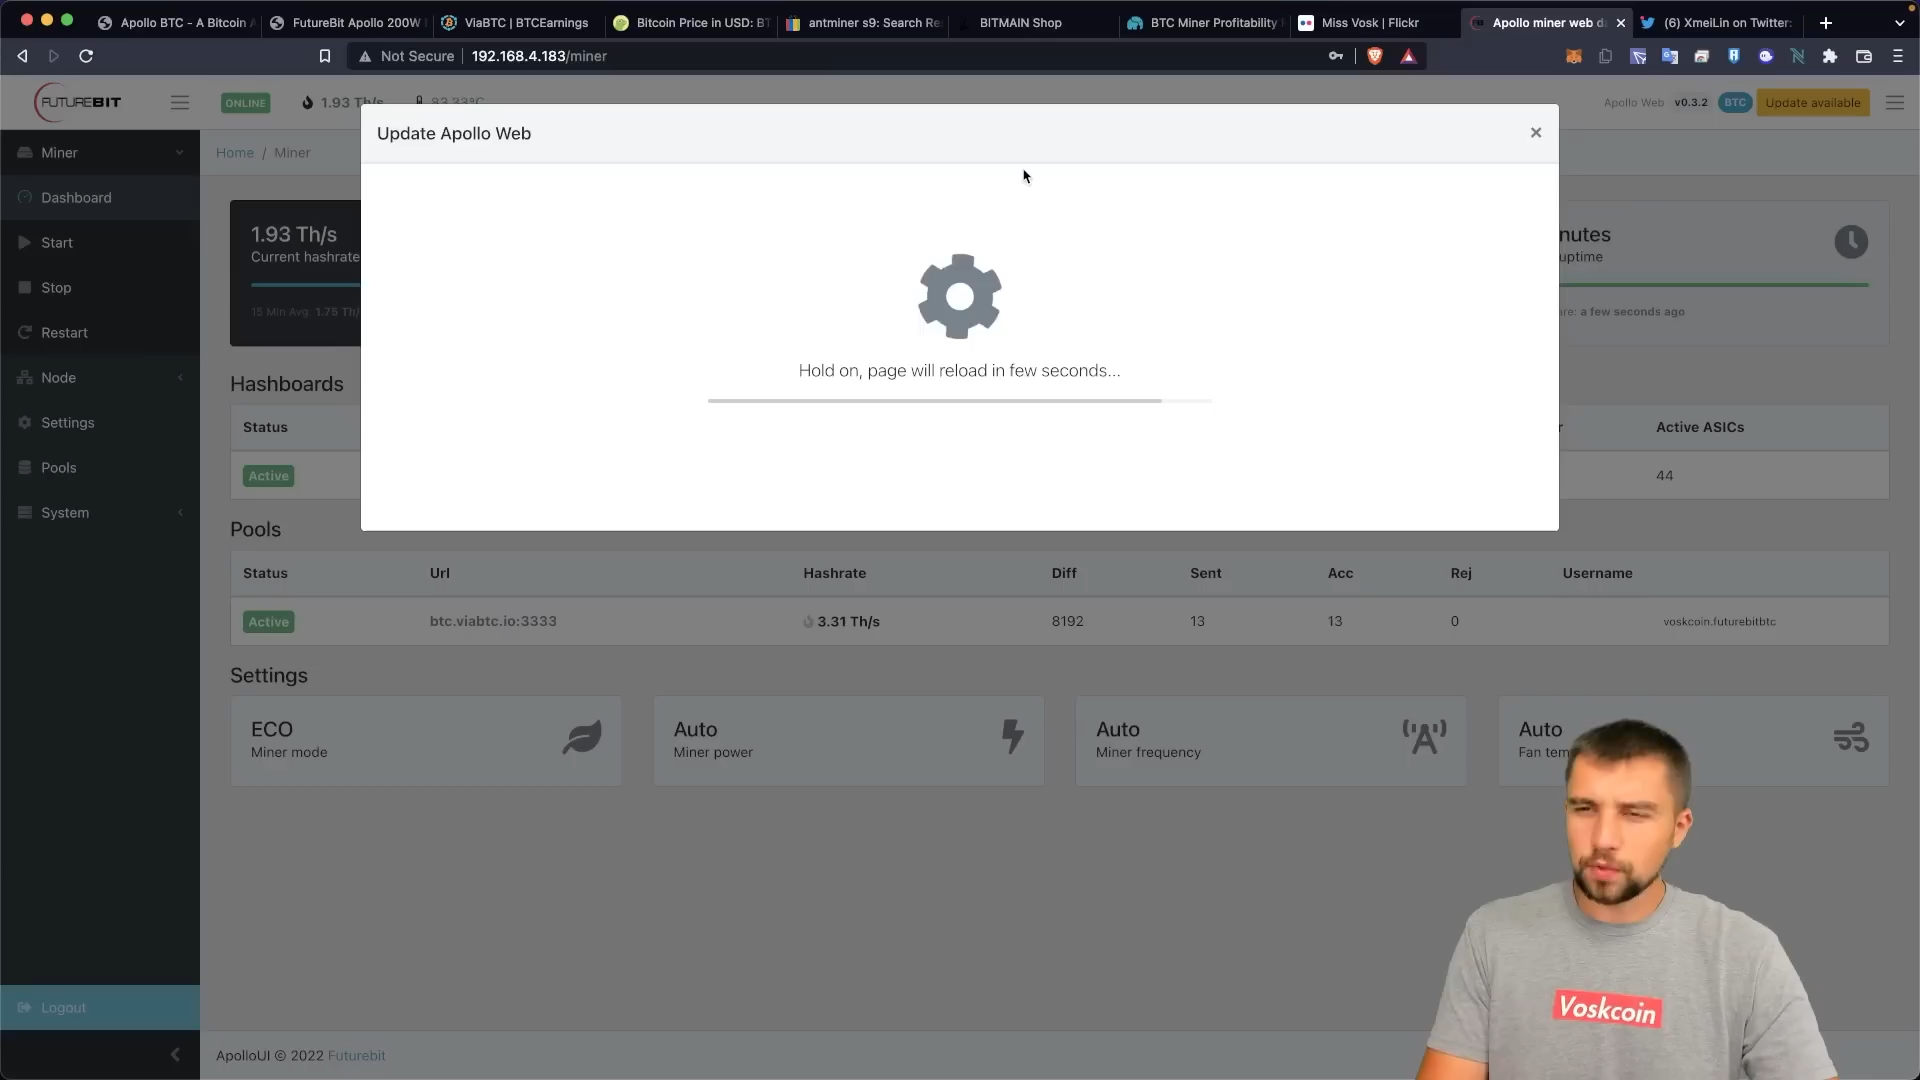 Apollo BTC - A Bitcoin
FutureBit Apollo 200W
ViaBTC | BTCEarnings
Bitcoin Price in USD: BT
antminer s9: Search Re
BITMAIN Shop
BTC Miner Profitability
Miss Vosk | Flickr
Apollo miner web d
(6) XmeiLin on Twitter:
Not Secure
192.168.4.183/miner
FUTUREBIT
ONLINE
1.93 Th/s
83.33°C
Apollo Web v0.3.2
BTC
Update available
Update Apollo Web
Hold on, page will reload in few seconds...
Miner
Dashboard
Start
Stop
Restart
Node
Settings
Pools
System
Logout
Home / Miner
1.93 Th/s
Current hashrate
15 Min Avg: 1.75 Th/
nutes
uptime
a few seconds ago
Hashboards
Status
Active ASICs
Active
44
Pools
Status Url Hashrate Diff Sent Acc Rej Username
Active btc.viabtc.io:3333 3.31 Th/s 8192 13 13 0 voskcoin.futurebitbtc
Settings
ECO
Miner mode
Auto
Miner power
Auto
Miner frequency
Auto
Fan tem
Voskcoin
ApolloUI © 2022 Futurebit